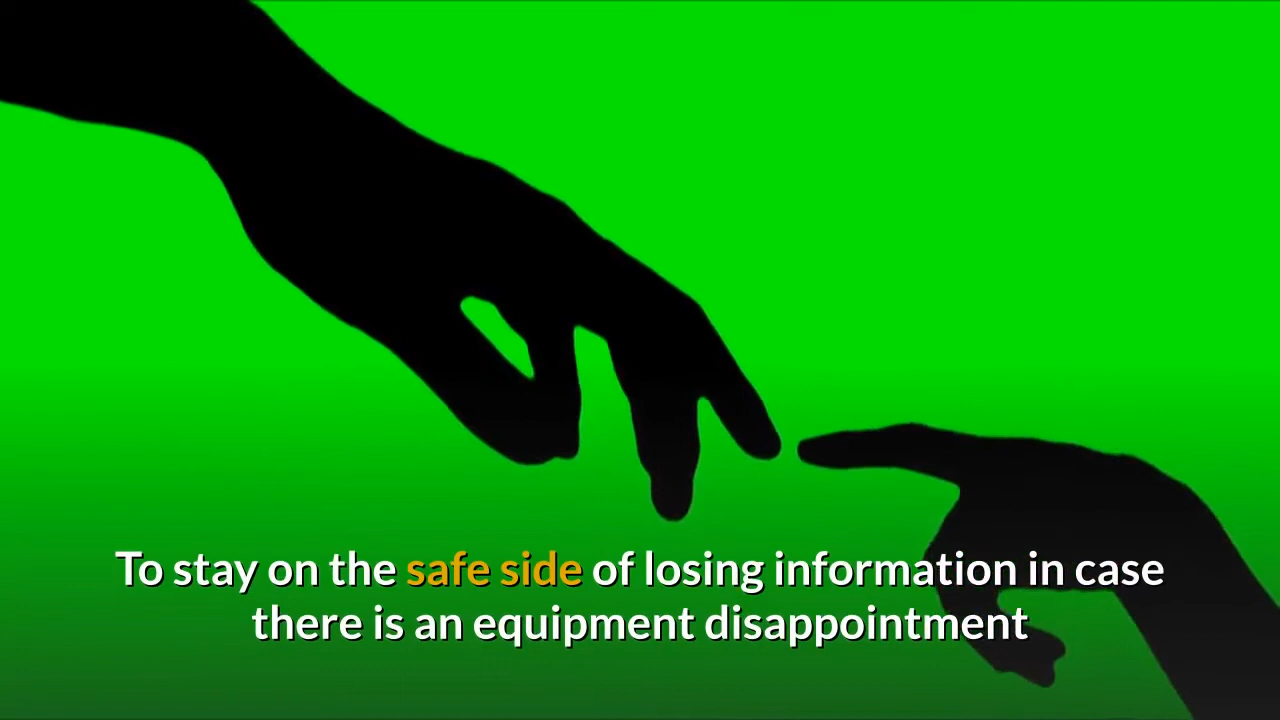 To stay on the safe side of losing information in case
there is an equipment disappointment